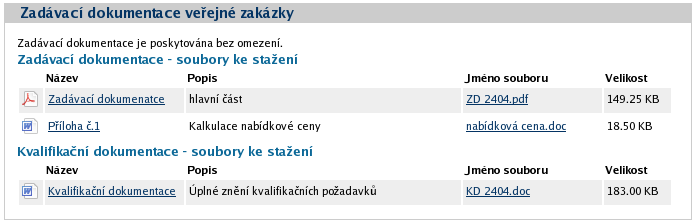 Zadávací dokumentace veřejné zakázky
Zadávací dokumentace je poskytována bez omezení.
Zadávací dokumentace - soubory ke stažení
Název Popis Jméno souboru Velikost
Zadávací dokumenatce hlavní část ZD 2404.pdf 149.25 KB
Příloha č.1 Kalkulace nabídkové ceny nabídková cena.doc 18.50 KB
Kvalifikační dokumentace - soubory ke stažení
Název Popis Jméno souboru Velikost
Kvalifikační dokumentace Úplné znění kvalifikačních požadavků KD 2404.doc 183.00 KB